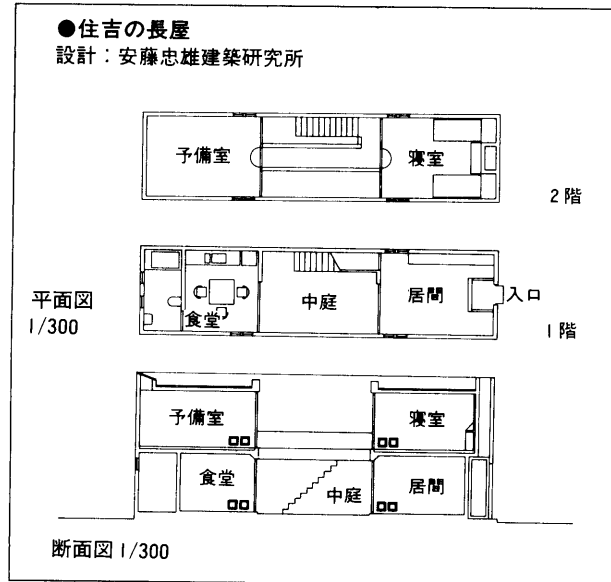 ●住吉の長屋
設計：安藤忠雄建築研究所
予備室
寝室
2階
平面図
1/300
食堂
中庭
居間
入口
1階
予備室
寝室
食堂
中庭
居間
断面図 1/300